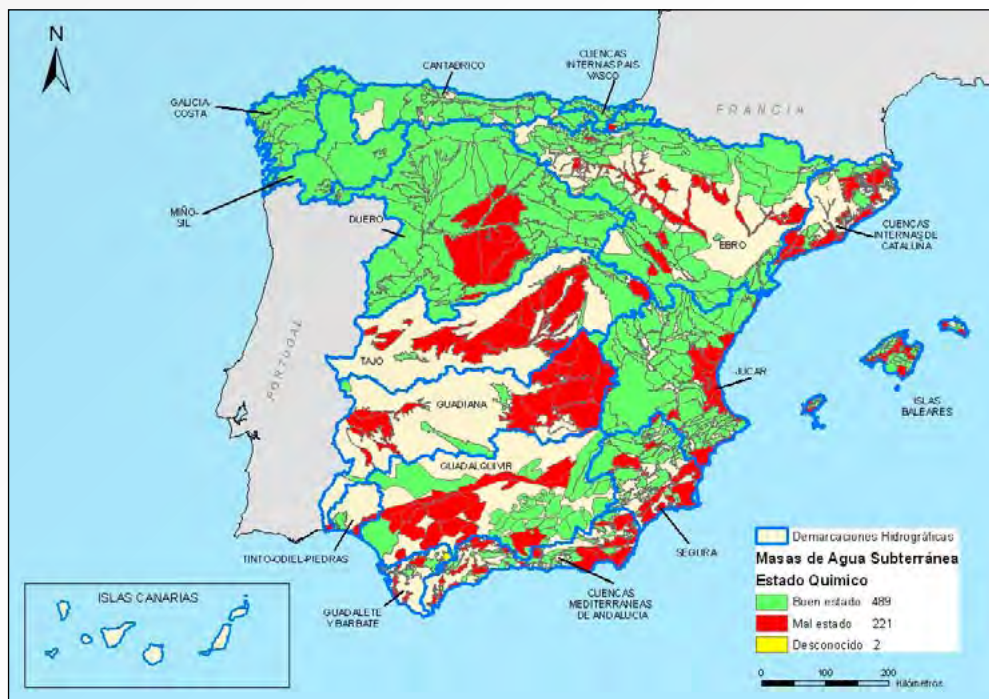 N
CUENCAS
INTERNAS PAIS
VASCO
CANTABRICO
GALICIA
COSTA
FRANCIA
MIÑO-
SIL
DUERO
EBRO
CUENCAS
INTERNAS DE
CATALUÑA
PORTUGAL
TAJO
JUCAR
ISLAS
BALEARES
GUADIANA
GUADALQUIVIR
TINTO-ODIEL-PIEDRAS
SEGURA
GUADALETE
Y BARBATE
CUENCAS
MEDITERRANEAS
DE ANDALUCIA
ISLAS CANARIAS
Demarcaciones Hidrográficas
Masas de Agua Subterránea
Estado Químico
Buen estado 489
Mal estado 221
Desconocido 2
0 100 200
Kilómetros